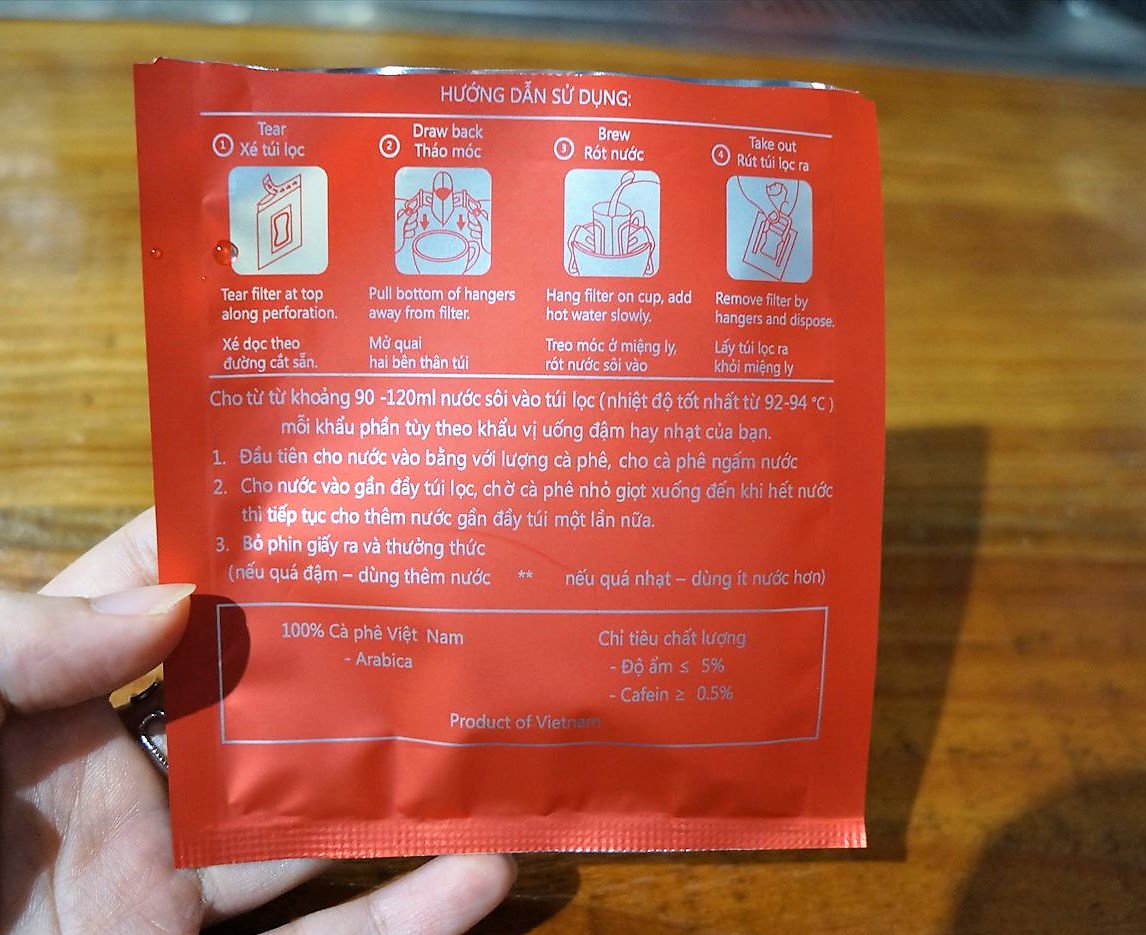 HƯỚNG DẪN SỬ DỤNG:
1 Tear
Xé túi lọc
2 Draw back
Tháo móc
3 Brew
Rót nước
4 Take out
Rút túi lọc ra
Tear filter at top
along perforation.
Xé dọc theo
đường cắt sẵn.
Pull bottom of hangers
away from filter.
Mở quai
hai bên thân túi
Hang filter on cup, add
hot water slowly.
Treo móc ở miệng ly,
rót nước sôi vào
Remove filter by
hangers and dispose.
Lấy túi lọc ra
khỏi miệng ly
Cho từ từ khoảng 90 -120ml nước sôi vào túi lọc (nhiệt độ tốt nhất từ 92-94 °C)
mỗi khẩu phần tùy theo khẩu vị uống đậm hay nhạt của bạn.
1. Đầu tiên cho nước vào bằng với lượng cà phê, cho cà phê ngấm nước
2. Cho nước vào gần đầy túi lọc, chờ cà phê nhỏ giọt xuống đến khi hết nước
thì tiếp tục cho thêm nước gần đầy túi một lần nữa.
3. Bỏ phin giấy ra và thưởng thức
(nếu quá đậm – dùng thêm nước ** nếu quá nhạt – dùng ít nước hơn)
100% Cà phê Việt Nam
- Arabica
Chỉ tiêu chất lượng
- Độ ẩm ≤ 5%
- Cafein ≥ 0.5%
Product of Vietnam